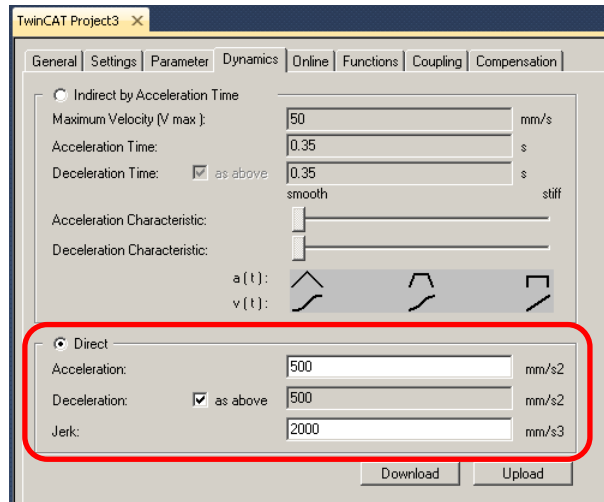 TwinCAT Project3
General Settings Parameter Dynamics Online Functions Coupling Compensation
Indirect by Acceleration Time
Maximum Velocity (V max ): 50 mm/s
Acceleration Time: 0.35 s
Deceleration Time: as above 0.35 s
smooth stiff
Acceleration Characteristic:
Deceleration Characteristic:
a ( t ) :
v ( t ) :
Direct
Acceleration: 500 mm/s2
Deceleration: as above 500 mm/s2
Jerk: 2000 mm/s3
Download Upload